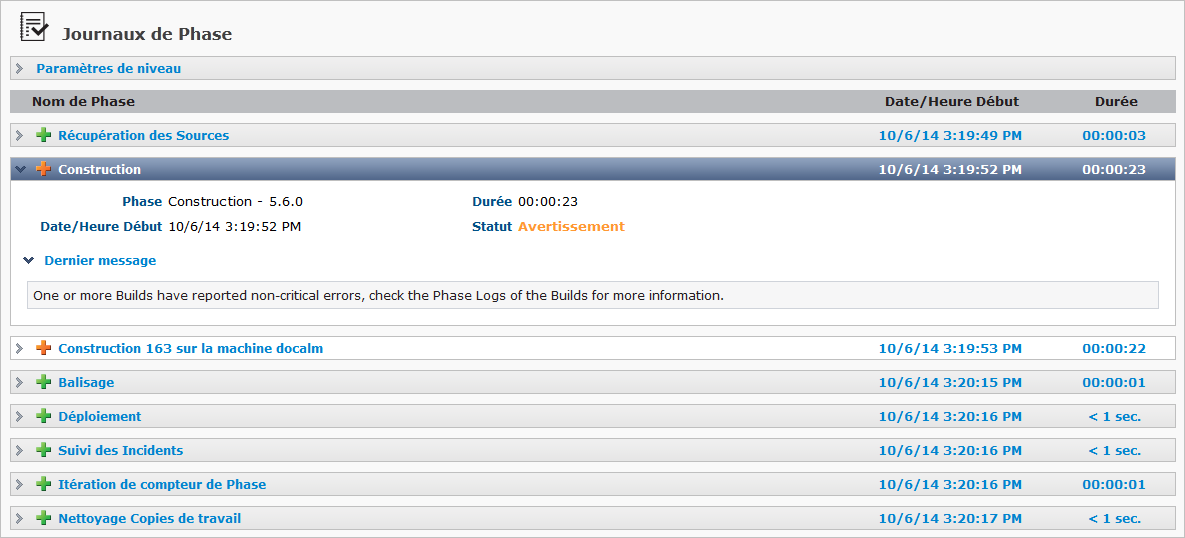 Journaux de Phase
Paramètres de niveau
Nom de Phase Date/Heure Début Durée
Récupération des Sources 10/6/14 3:19:49 PM 00:00:03
Construction 10/6/14 3:19:52 PM 00:00:23
Phase Construction - 5.6.0 Durée 00:00:23
Date/Heure Début 10/6/14 3:19:52 PM Statut Avertissement
Dernier message
One or more Builds have reported non-critical errors, check the Phase Logs of the Builds for more information.
Construction 163 sur la machine docalm 10/6/14 3:19:53 PM 00:00:22
Balisage 10/6/14 3:20:15 PM 00:00:01
Déploiement 10/6/14 3:20:16 PM < 1 sec.
Suivi des Incidents 10/6/14 3:20:16 PM < 1 sec.
Itération de compteur de Phase 10/6/14 3:20:16 PM 00:00:01
Nettoyage Copies de travail 10/6/14 3:20:17 PM < 1 sec.